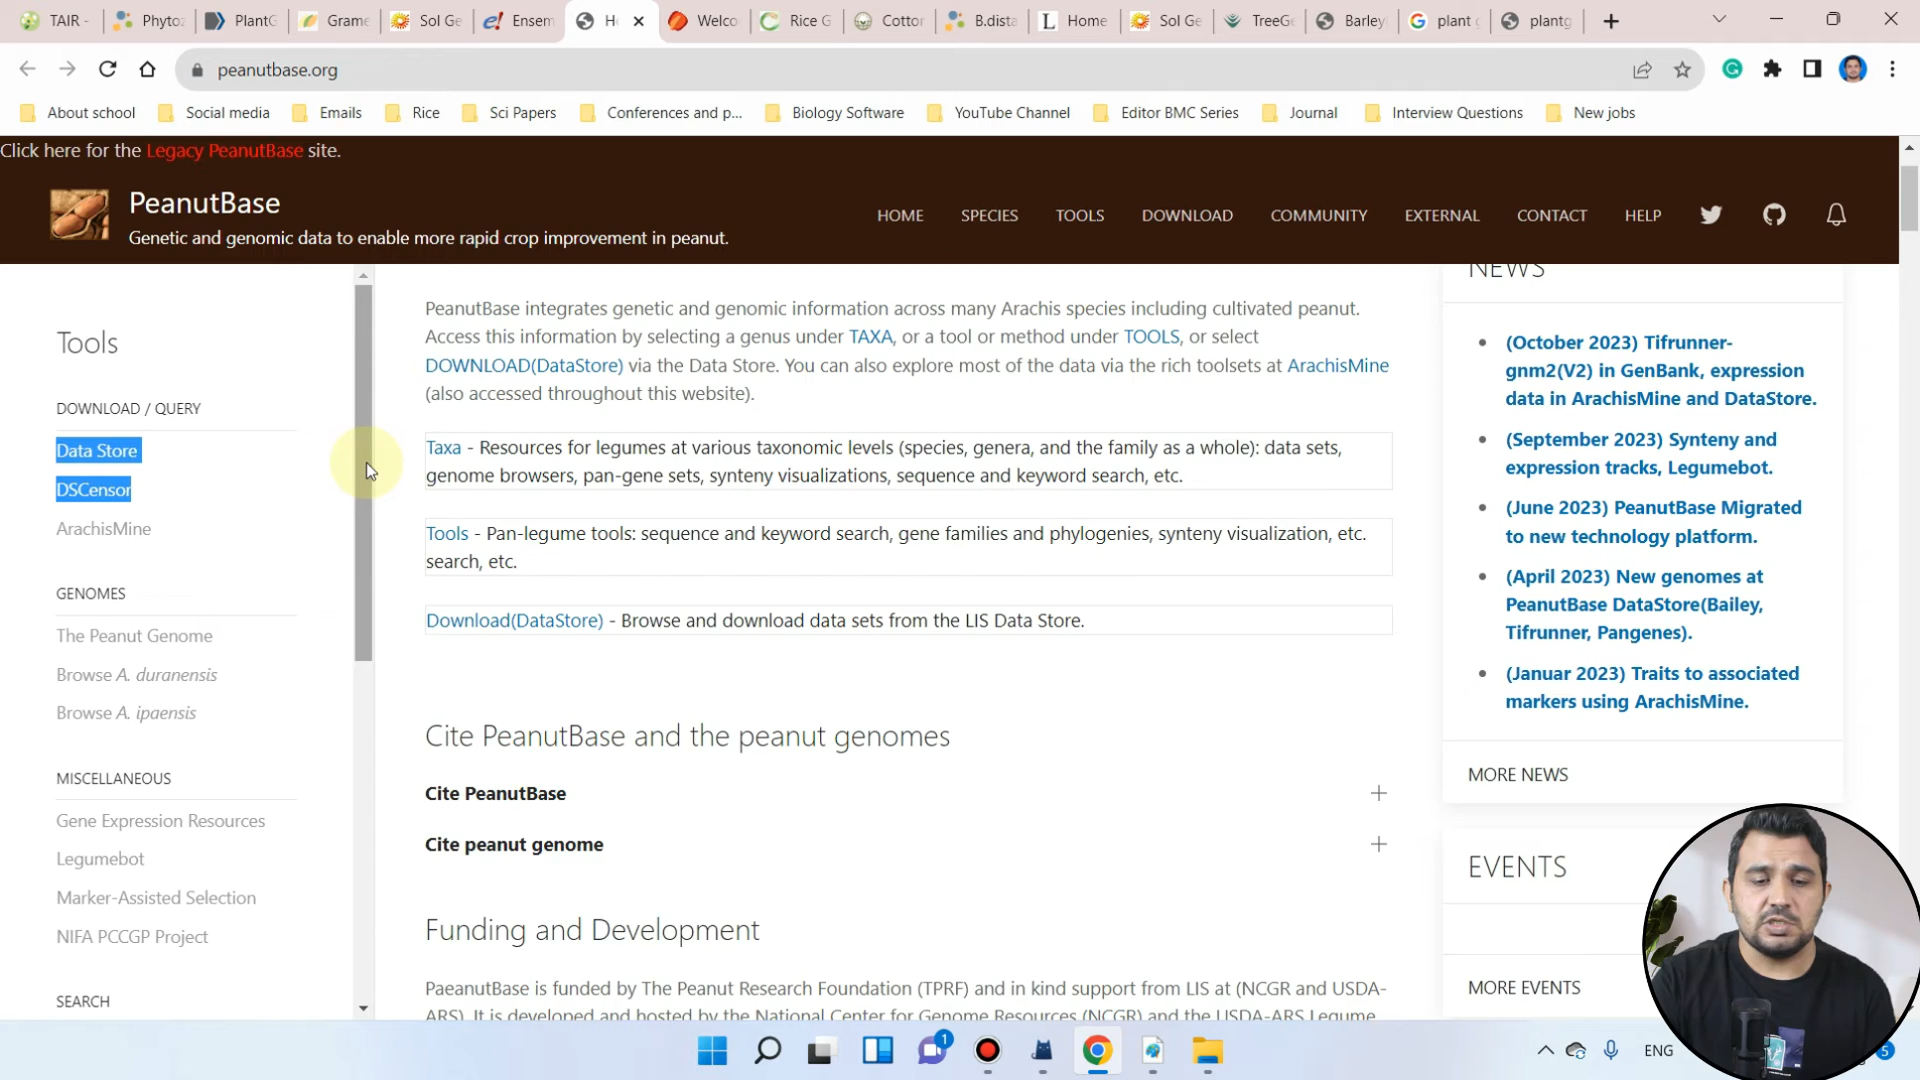 TAIR -
Phyto:
PlantG
Grame
Sol Ge
Ensem
H
Welco
Rice G
Cottor
B.dista
Home
Sol Ge
TreeGe
Barley
plant
plantg
peanutbase.org
About school
Social media
Emails
Rice
Sci Papers
Conferences and p...
Biology Software
YouTube Channel
Editor BMC Series
Journal
Interview Questions
New jobs
Click here for the Legacy PeanutBase site.
PeanutBase
Genetic and genomic data to enable more rapid crop improvement in peanut.
HOME
SPECIES
TOOLS
DOWNLOAD
COMMUNITY
EXTERNAL
CONTACT
HELP
Tools
DOWNLOAD / QUERY
Data Store
DSCensor
ArachisMine
GENOMES
The Peanut Genome
Browse A. duranensis
Browse A. ipaensis
MISCELLANEOUS
Gene Expression Resources
Legumebot
Marker-Assisted Selection
NIFA PCCGP Project
SEARCH
PeanutBase integrates genetic and genomic information across many Arachis species including cultivated peanut.
Access this information by selecting a genus under TAXA, or a tool or method under TOOLS, or select
DOWNLOAD(DataStore) via the Data Store. You can also explore most of the data via the rich toolsets at ArachisMine
(also accessed throughout this website).
Taxa - Resources for legumes at various taxonomic levels (species, genera, and the family as a whole): data sets,
genome browsers, pan-gene sets, synteny visualizations, sequence and keyword search, etc.
Tools - Pan-legume tools: sequence and keyword search, gene families and phylogenies, synteny visualization, etc.
search, etc.
Download(DataStore) - Browse and download data sets from the LIS Data Store.
Cite PeanutBase and the peanut genomes
Cite PeanutBase
Cite peanut genome
Funding and Development
PaeanutBase is funded by The Peanut Research Foundation (TPRF) and in kind support from LIS at (NCGR and USDA-
ARS). It is developed and hosted by the National Center for Genome Resources (NCGR) and the USDA-ARS Legume
NEWS
(October 2023) Tifrunner-
gnm2(V2) in GenBank, expression
data in ArachisMine and DataStore.
(September 2023) Synteny and
expression tracks, Legumebot.
(June 2023) PeanutBase Migrated
to new technology platform.
(April 2023) New genomes at
PeanutBase DataStore(Bailey,
Tifrunner, Pangenes).
(Januar 2023) Traits to associated
markers using ArachisMine.
MORE NEWS
EVENTS
MORE EVENTS
1
ENG
5